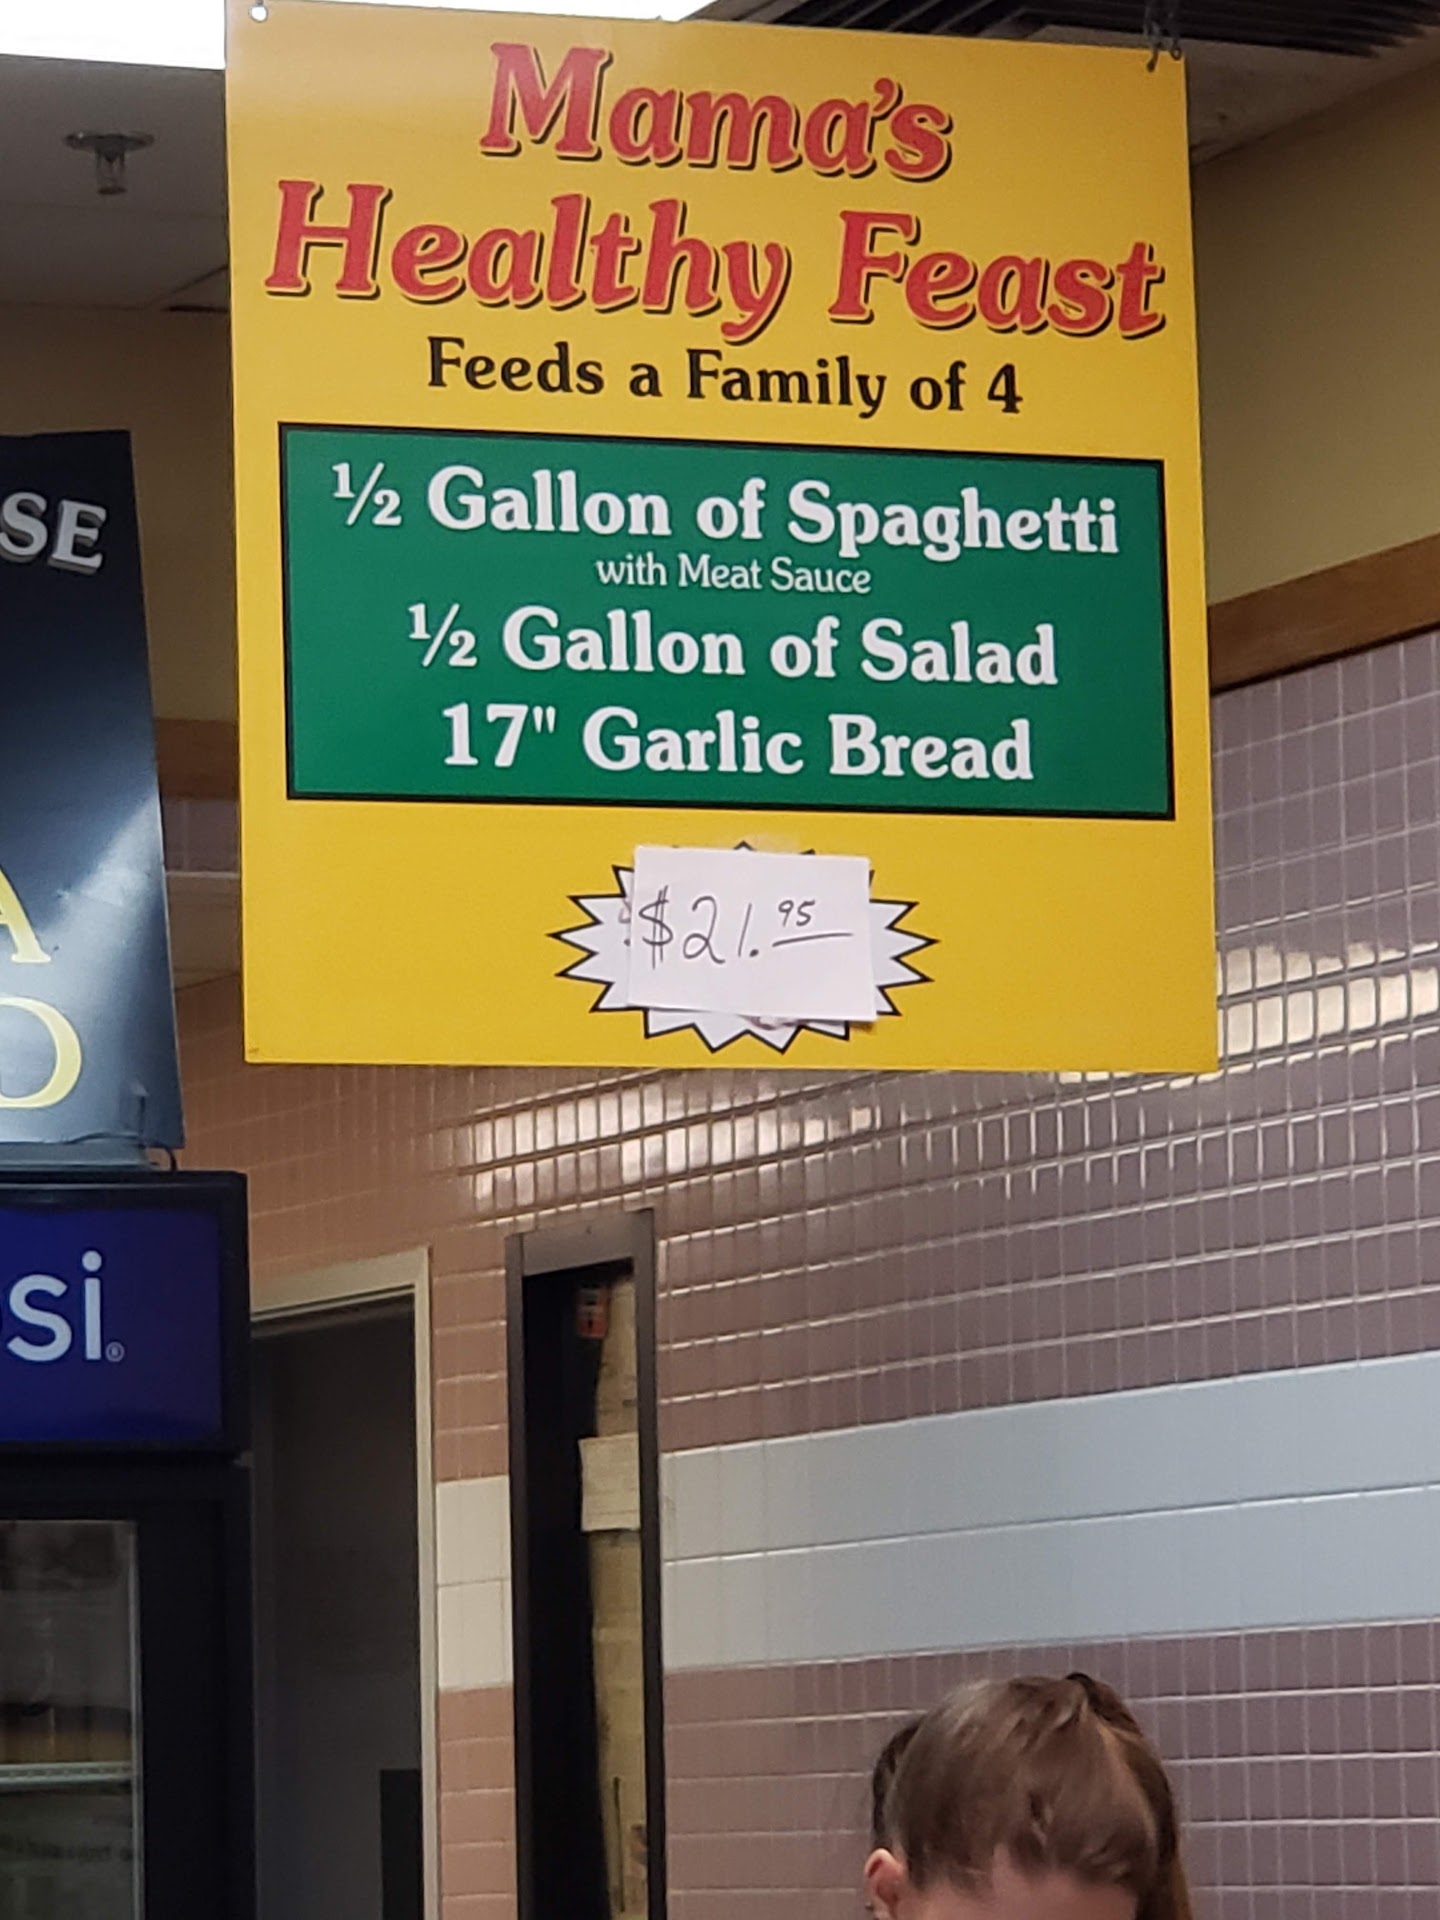 Mama's
Healthy Feast
Feeds a Family of 4
½ Gallon of Spaghetti
with Meat Sauce
½ Gallon of Salad
17" Garlic Bread
$21.95
SE
A
D
si®